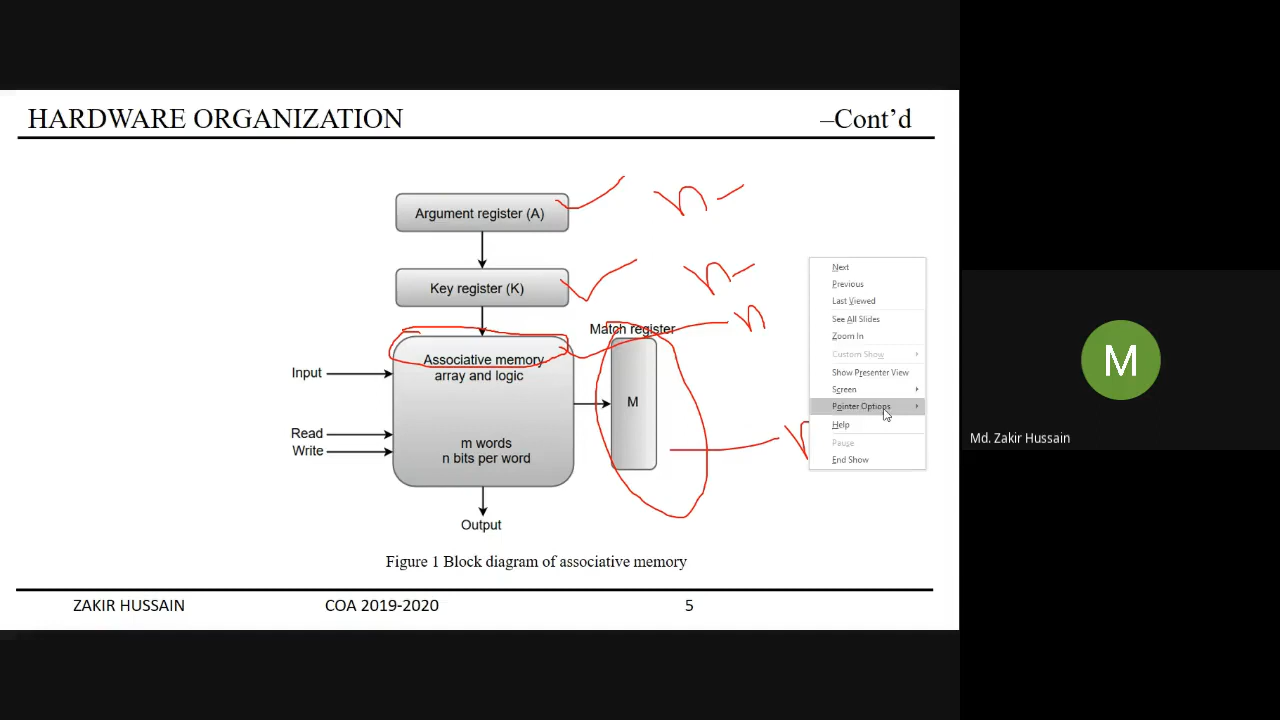 HARDWARE ORGANIZATION –Cont’d
Argument register (A)
n –
Key register (K)
n –
n
Match register
Associative memory
array and logic
Input
M
Read
Write
m words
n bits per word
Output
Figure 1 Block diagram of associative memory
ZAKIR HUSSAIN COA 2019-2020 5
Next
Previous
Last Viewed
See All Slides
Zoom In
Custom Show
Show Presenter View
Screen
Pointer Options
Help
Pause
End Show
M
Md. Zakir Hussain